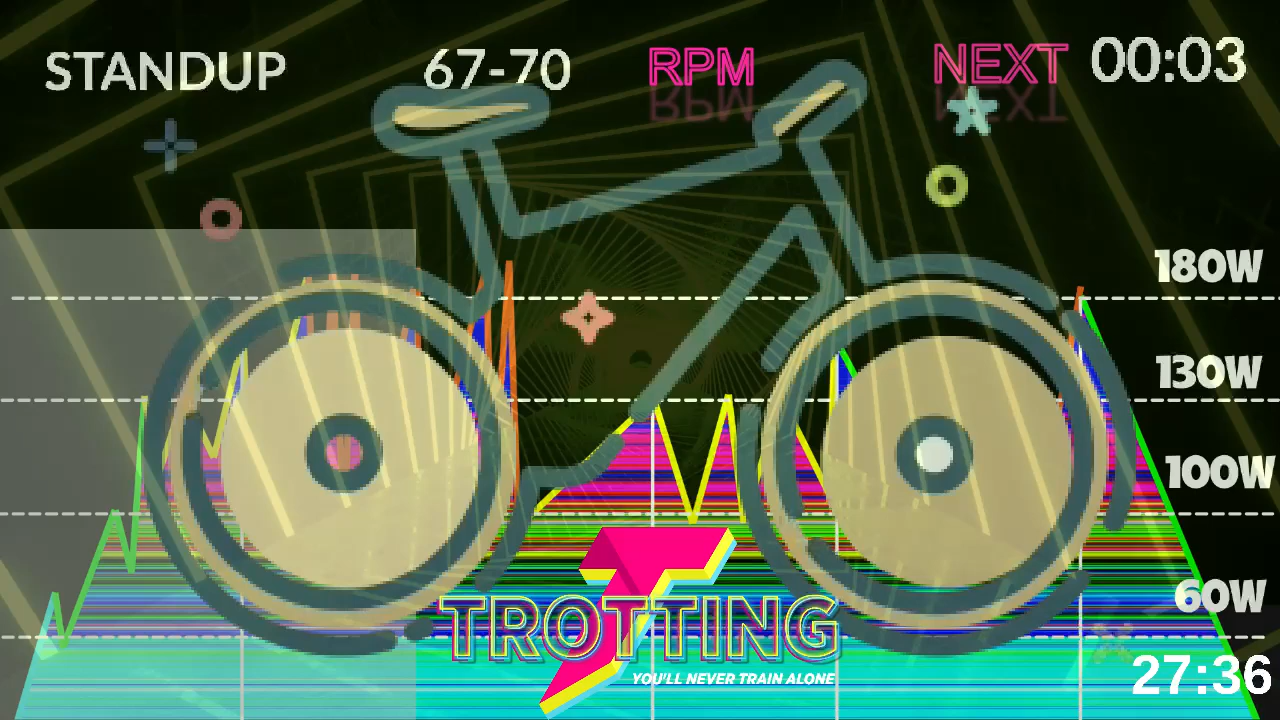 STANDUP 67-70 RPM NEXT 00:03
180W
130W
100W
60W
TROTTING
YOU'LL NEVER TRAIN ALONE
27:36